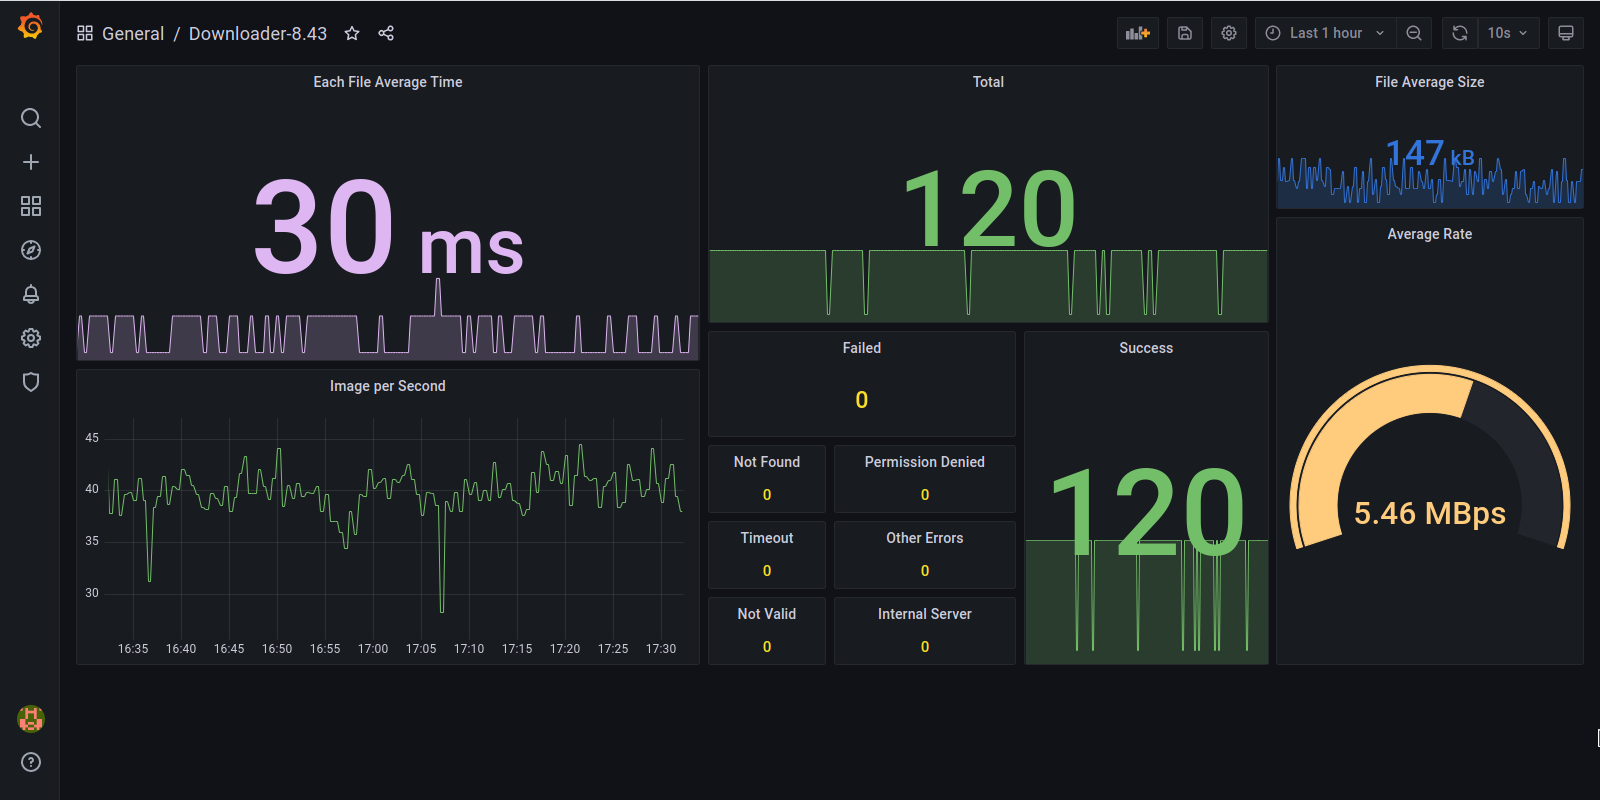 General / Downloader-8.43
Last 1 hour
10s
Each File Average Time
30 ms
Total
120
File Average Size
147 kB
Average Rate
5.46 MBps
Image per Second
45
40
35
30
16:35 16:40 16:45 16:50 16:55 17:00 17:05 17:10 17:15 17:20 17:25 17:30
Failed
0
Success
120
Not Found
0
Permission Denied
0
Timeout
0
Other Errors
0
Not Valid
0
Internal Server
0